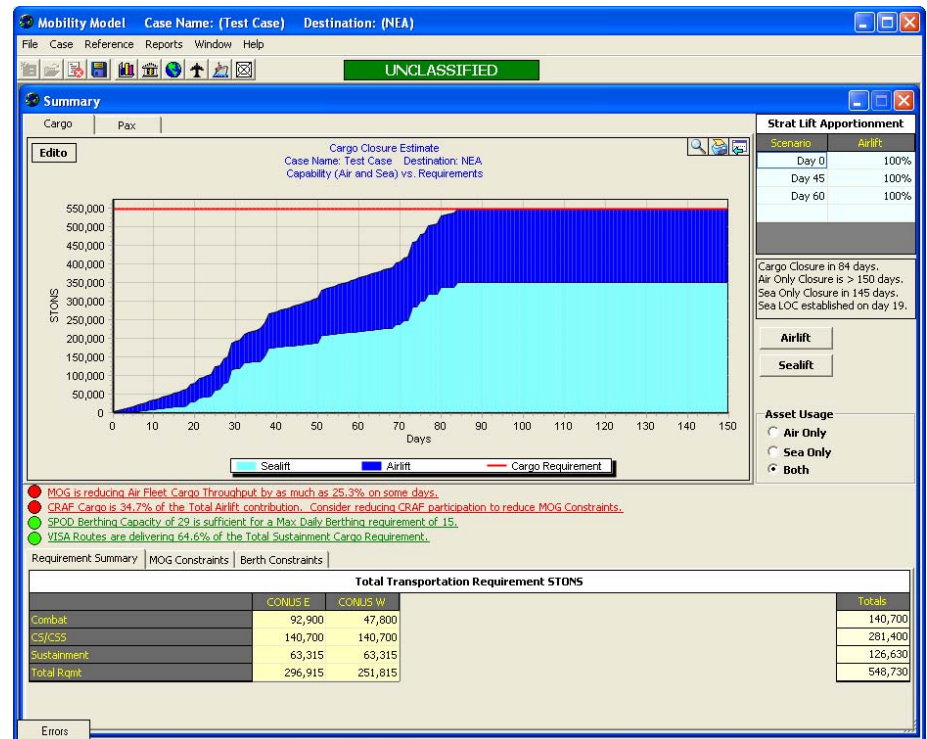 Mobility Model Case Name: (Test Case) Destination: (NEA)
File Case Reference Reports Window Help
UNCLASSIFIED
Summary
Cargo Pax
Strat Lift Apportionment
Edito
Cargo Closure Estimate
Case Name: Test Case Destination: NEA
Capability (Air and Sea) vs. Requirements
Scenario Airlift
Day 0 100%
Day 45 100%
Day 60 100%
550,000
500,000
450,000
400,000
350,000
300,000
250,000
200,000
150,000
100,000
50,000
0
STONS
0 10 20 30 40 50 60 70 80 90 100 110 120 130 140 150
Days
Sealift Airlift Cargo Requirement
Cargo Closure in 84 days.
Air Only Closure is > 150 days.
Sea Only Closure in 145 days.
Sea LOC established on day 19.
Airlift
Sealift
Asset Usage
Air Only
Sea Only
Both
MOG is reducing Air Fleet Cargo Throughput by as much as 25.3% on some days.
CRAF Cargo is 34.7% of the Total Airlift contribution. Consider reducing CRAF participation to reduce MOG Constraints.
SPOD Berthing Capacity of 29 is sufficient for a Max Daily Berthing requirement of 15.
VISA Routes are delivering 64.6% of the Total Sustainment Cargo Requirement.
Requirement Summary MOG Constraints Berth Constraints
Total Transportation Requirement STONS
CONUS E CONUS W Totals
Combat 92,900 47,800 140,700
CS/CSS 140,700 140,700 281,400
Sustainment 63,315 63,315 126,630
Total Rqmt 296,915 251,815 548,730
Errors